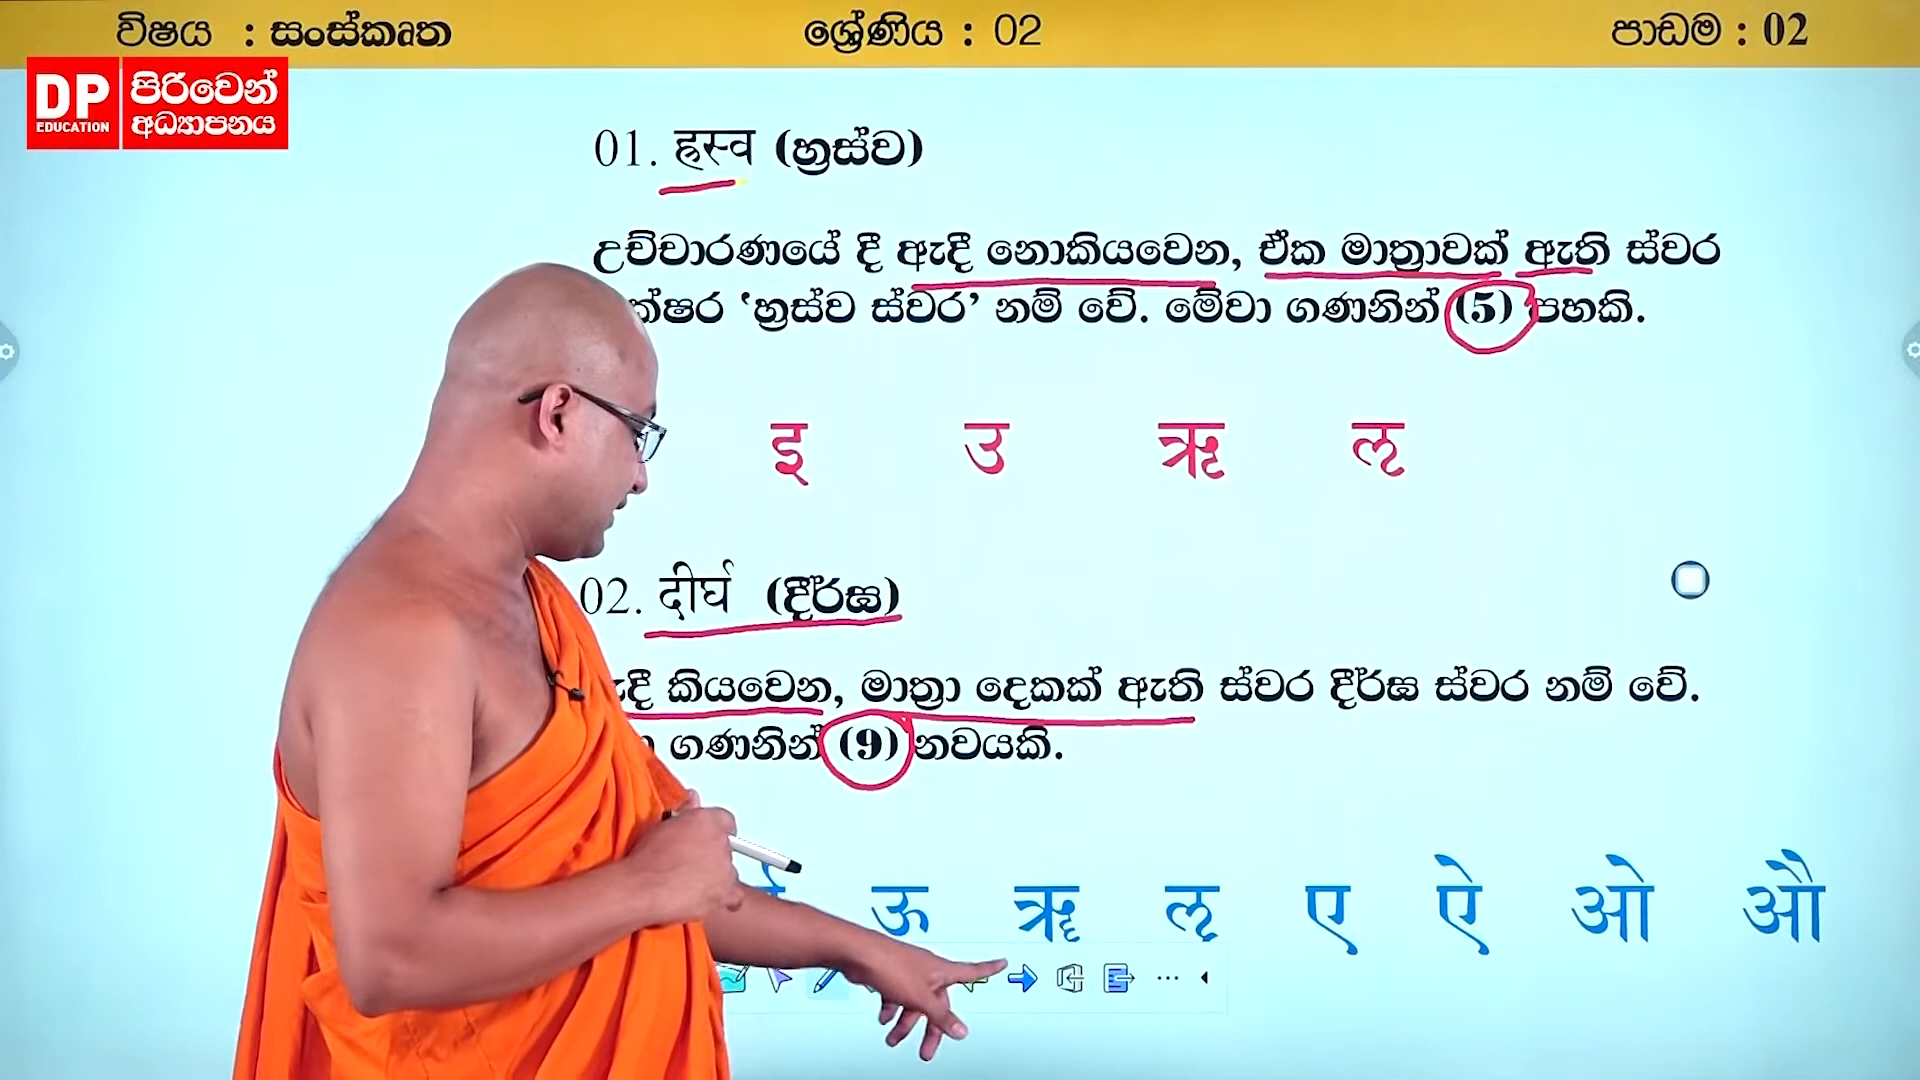 විෂය : සංස්කෘත ශ්‍රේණිය : 02 පාඩම : 02
DP EDUCATION පිරිවෙන් අධ්‍යාපනය
01. ह्रस्व (හ්‍රස්ව)
උච්චාරණයේ දී ඇදී නොකියවෙන, ඒක මාත්‍රාවක් ඇති ස්වර
ක්ෂර ‘හ්‍රස්ව ස්වර’ නම් වේ. මේවා ගණනින් (5) පහකි.
इ उ ऋ ऌ
02. दीर्घ (දීර්ඝ)
කියවෙන, මාත්‍රා දෙකක් ඇති ස්වර දීර්ඝ ස්වර නම් වේ.
ගණනින් (9) නවයකි.
ऊ ॠ ॡ ए ऐ ओ औ